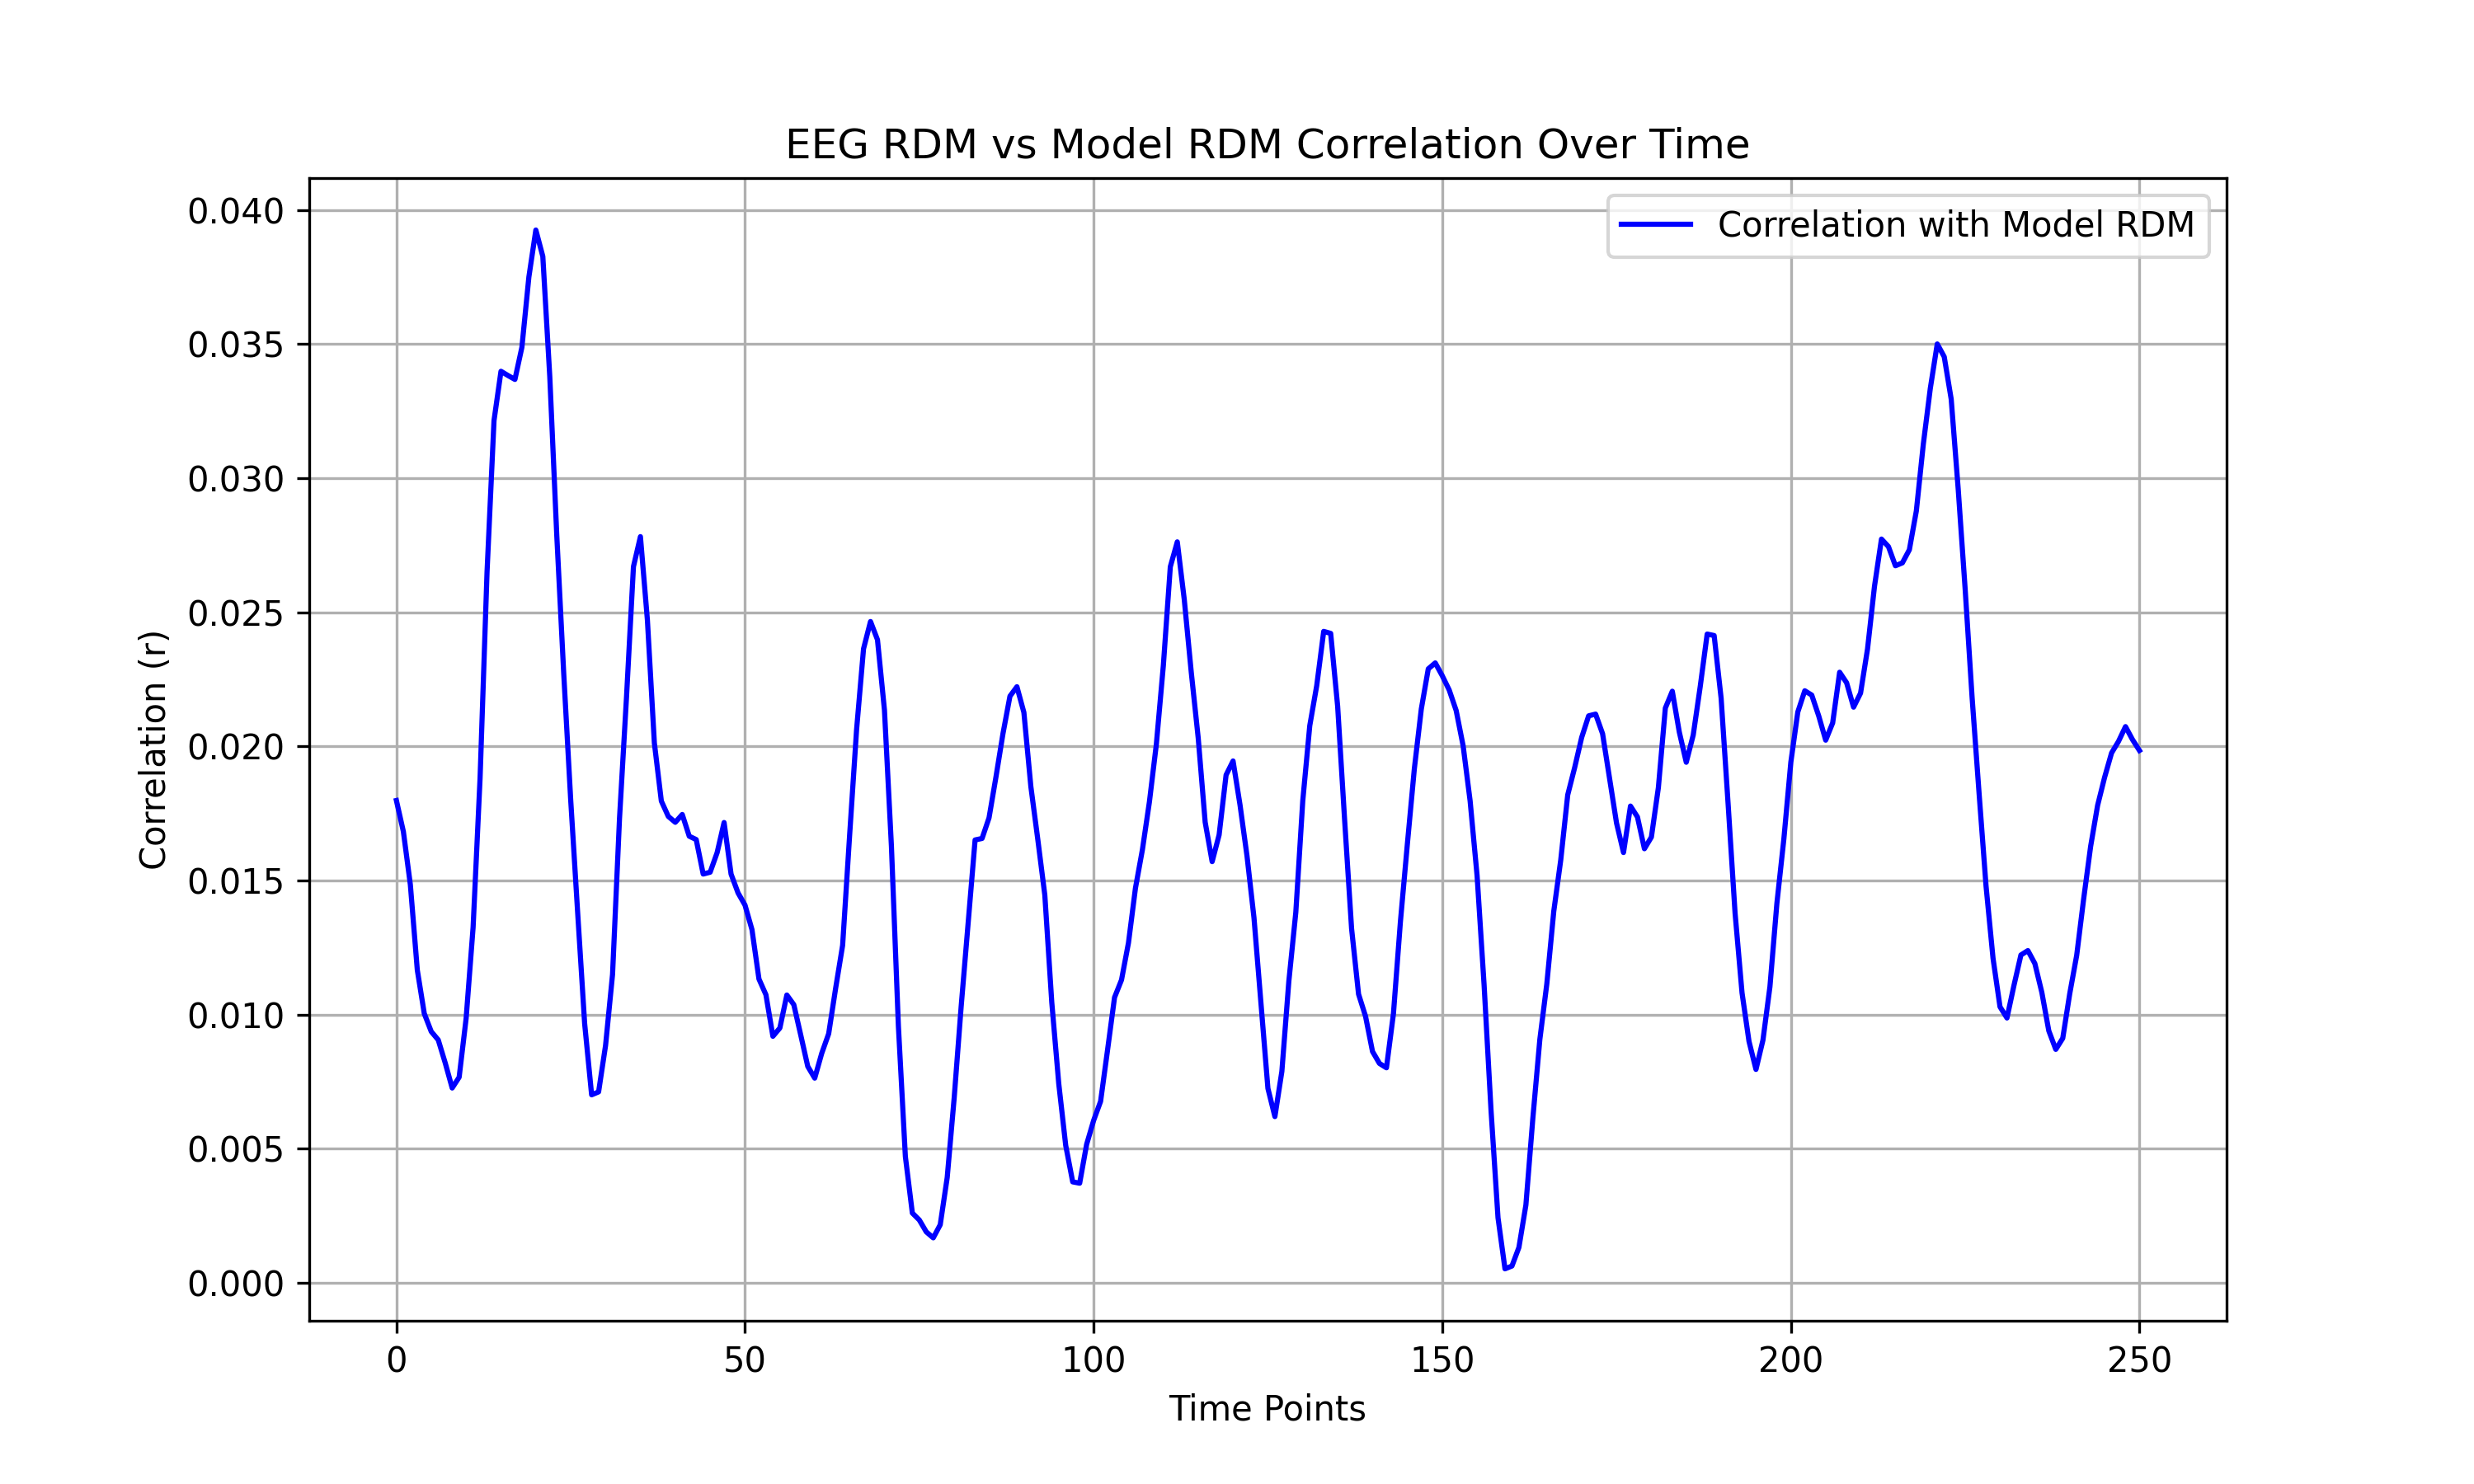 EEG RDM vs Model RDM Correlation Over Time
Correlation with Model RDM
Correlation (r)
0.040
0.035
0.030
0.025
0.020
0.015
0.010
0.005
0.000
0 50 100 150 200 250
Time Points